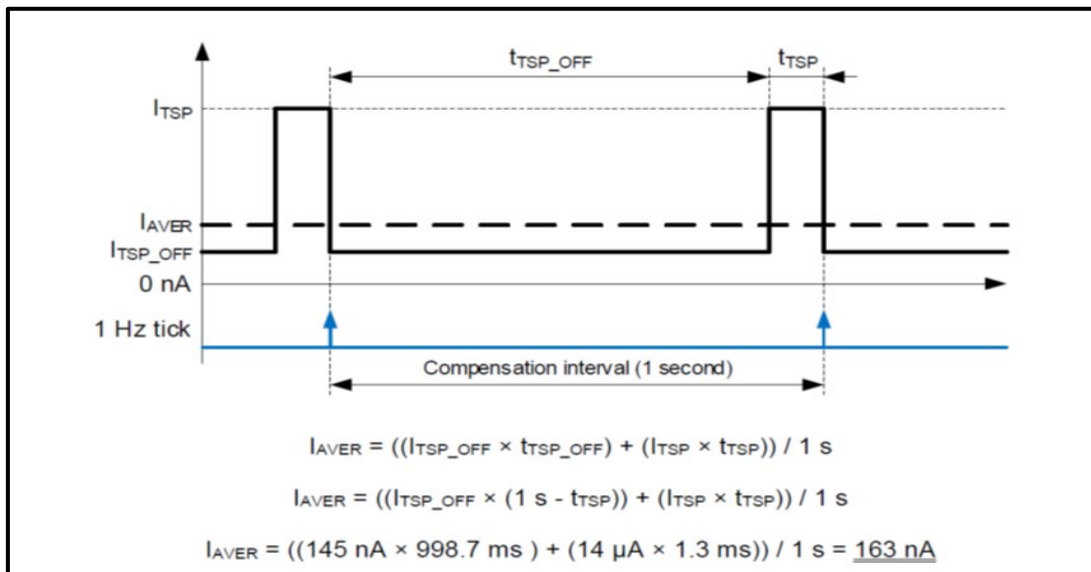 tTSP_OFF
tTSP
ITSP
IAVER
ITSP_OFF
0 nA
1 Hz tick
Compensation interval (1 second)
IAVER = ((ITSP_OFF × tTSP_OFF) + (ITSP × tTSP)) / 1 s
IAVER = ((ITSP_OFF × (1 s - tTSP)) + (ITSP × tTSP)) / 1 s
IAVER = ((145 nA × 998.7 ms ) + (14 µA × 1.3 ms)) / 1 s = 163 nA